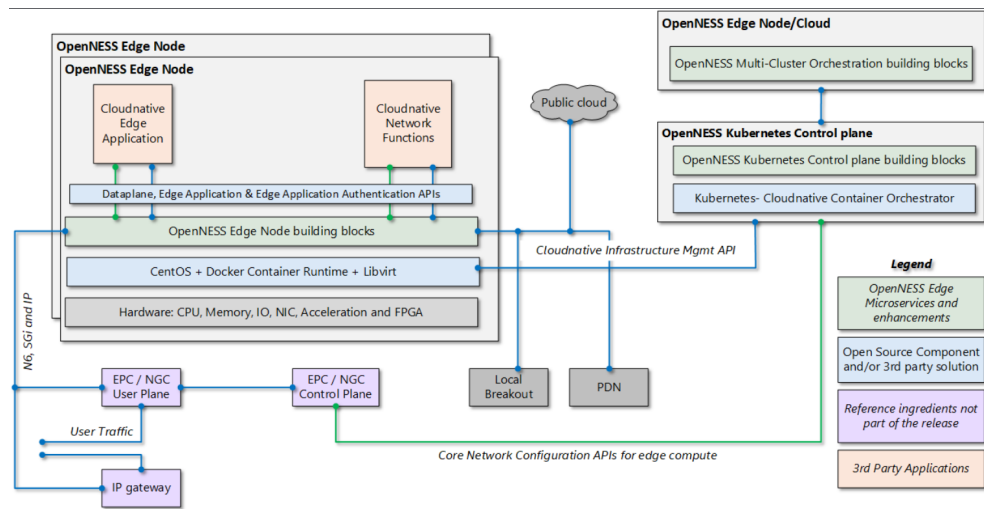 OpenNESS Edge Node
OpenNESS Edge Node
Cloudnative
Edge
Application
Cloudnative
Network
Functions
Dataplane, Edge Application & Edge Application Authentication APIs
OpenNESS Edge Node building blocks
CentOS + Docker Container Runtime + Libvirt
Hardware: CPU, Memory, IO, NIC, Acceleration and FPGA
Public cloud
OpenNESS Edge Node/Cloud
OpenNESS Multi-Cluster Orchestration building blocks
OpenNESS Kubernetes Control plane
OpenNESS Kubernetes Control plane building blocks
Kubernetes- Cloudnative Container Orchestrator
Cloudnative Infrastructure Mgmt API
N6, SGi and IP
EPC / NGC
User Plane
EPC / NGC
Control Plane
Local
Breakout
PDN
User Traffic
IP gateway
Core Network Configuration APIs for edge compute
Legend
OpenNESS Edge
Microservices and
enhancements
Open Source Component
and/or 3rd party solution
Reference ingredients not
part of the release
3rd Party Applications